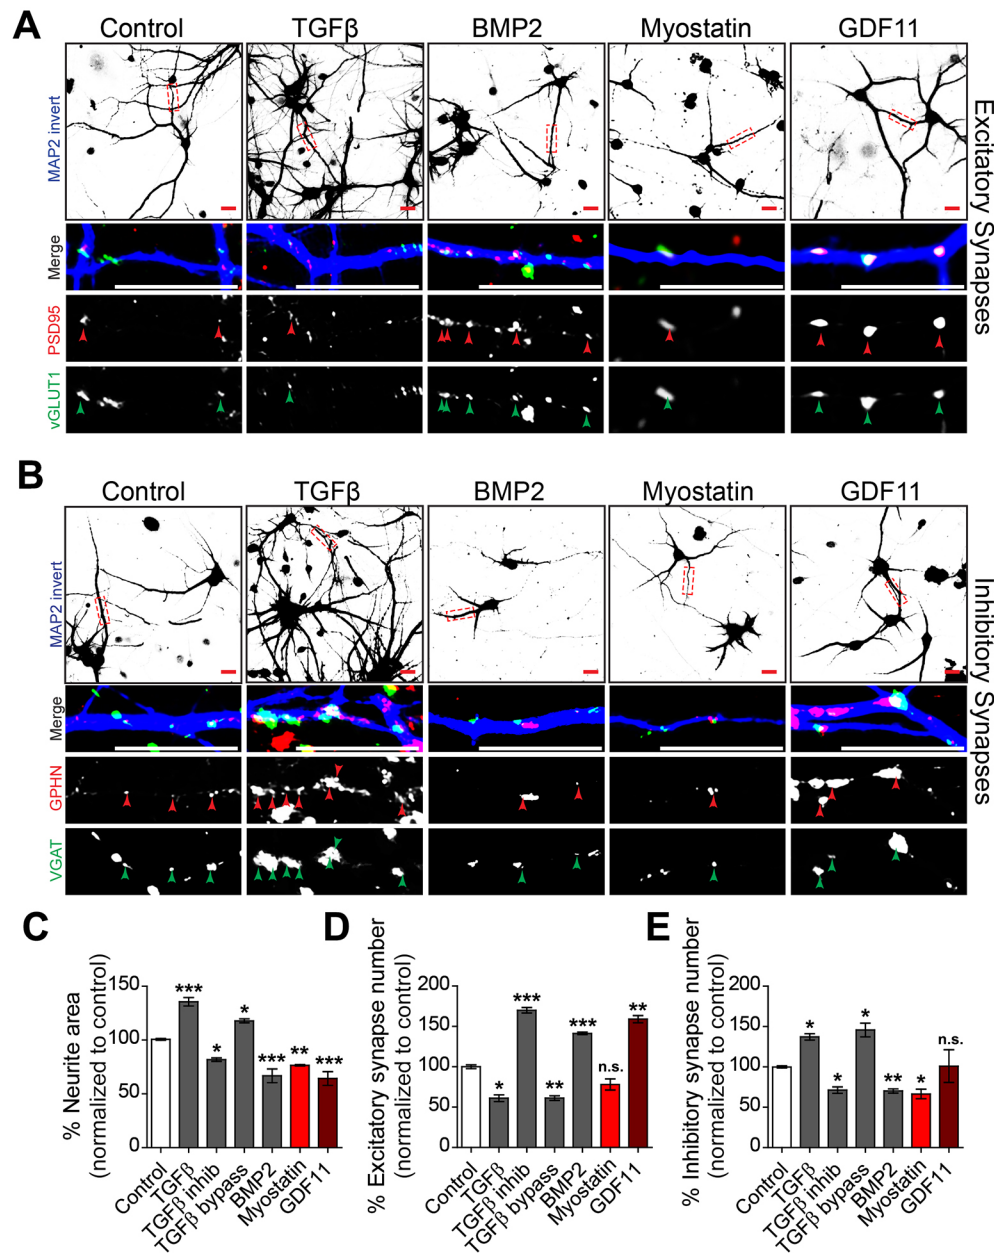 A
Control TGFβ BMP2 Myostatin GDF11
MAP2 invert
Merge
PSD95
vGLUT1
Excitatory Synapses
B
Control TGFβ BMP2 Myostatin GDF11
MAP2 invert
Merge
GPHN
VGAT
Inhibitory Synapses
C
% Neurite area
(normalized to control)
150
100
50
0
*** * * *** ** ***
Control TGFβ TGFβ inhib TGFβ bypass BMP2 Myostatin GDF11
D
% Excitatory synapse number
(normalized to control)
200
150
100
50
0
* *** ** *** n.s. **
Control TGFβ TGFβ inhib TGFβ bypass BMP2 Myostatin GDF11
E
% Inhibitory synapse number
(normalized to control)
200
150
100
50
0
* * * ** * n.s.
Control TGFβ TGFβ inhib TGFβ bypass BMP2 Myostatin GDF11